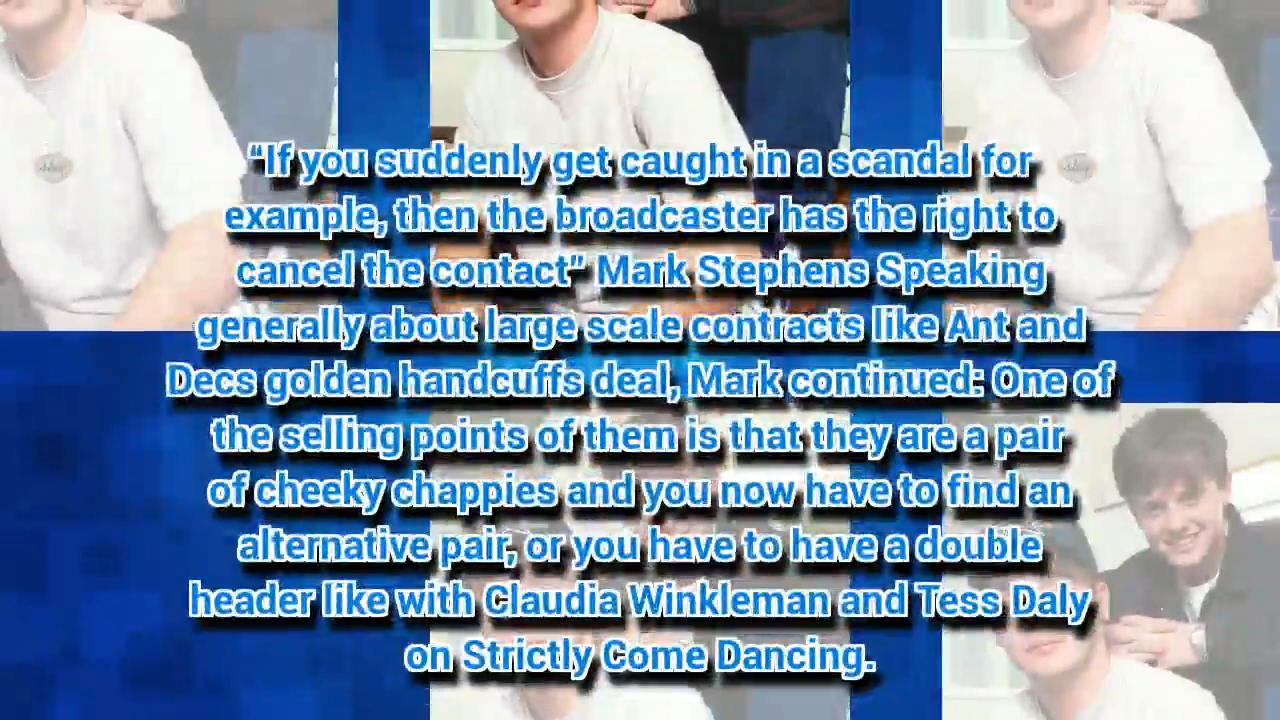 “If you suddenly get caught in a scandal for
example, then the broadcaster has the right to
cancel the contact” Mark Stephens Speaking
generally about large scale contracts like Ant and
Decs golden handcuffs deal, Mark continued: One of
the selling points of them is that they are a pair
of cheeky chappies and you now have to find an
alternative pair, or you have to have a double
header like with Claudia Winkleman and Tess Daly
on Strictly Come Dancing.